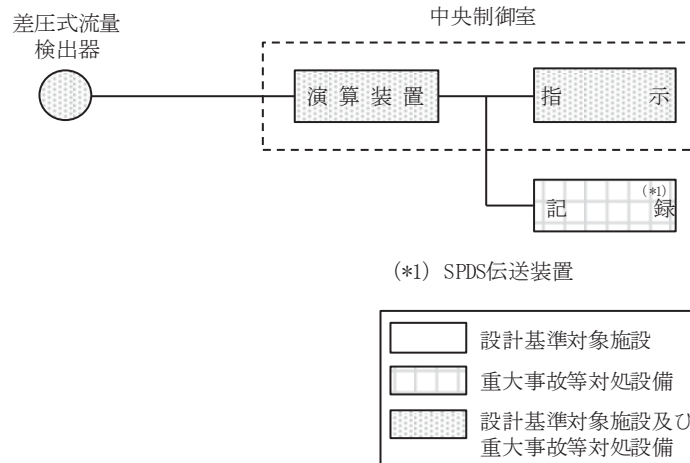 差圧式流量
検出器
中央制御室
演算装置
指示
記録(*1)
(*1) SPDS伝送装置
設計基準対象施設
重大事故等対処設備
設計基準対象施設及び
重大事故等対処設備